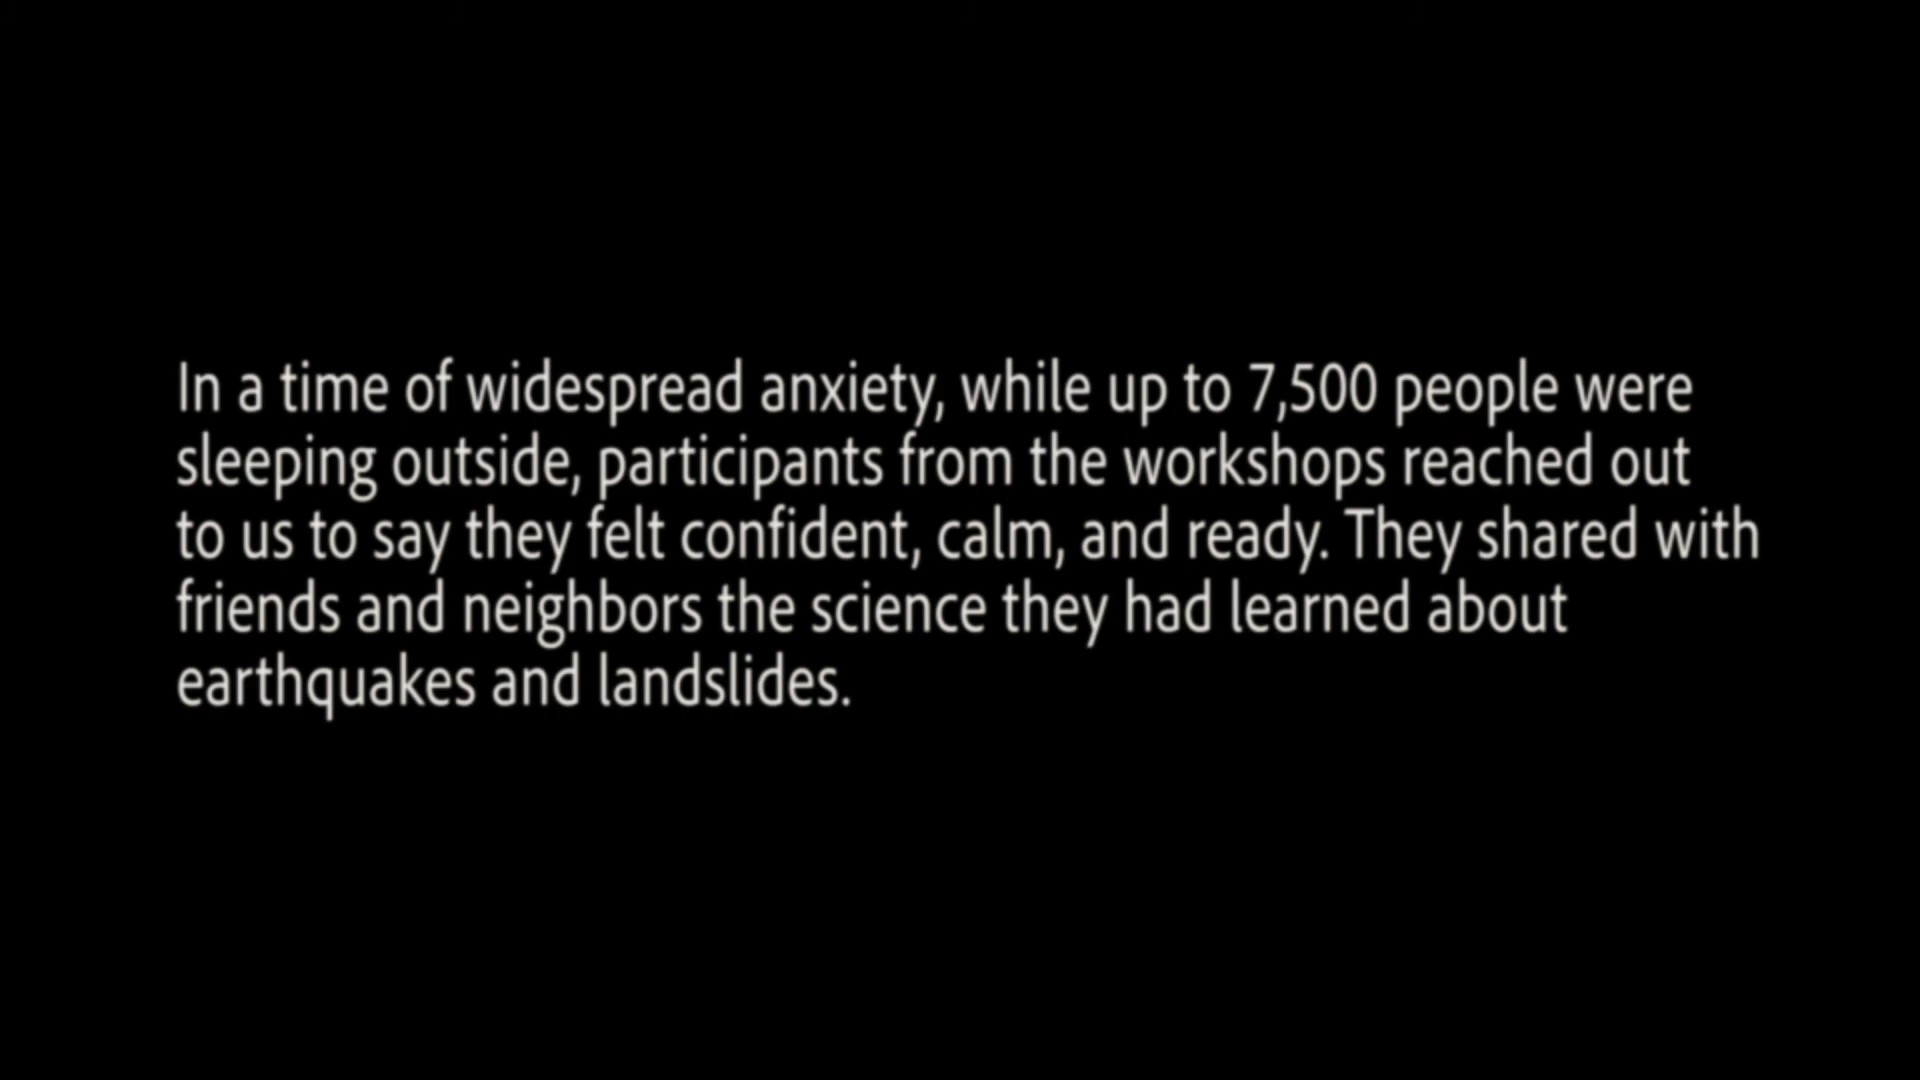 In a time of widespread anxiety, while up to 7,500 people were
sleeping outside, participants from the workshops reached out
to us to say they felt confident, calm, and ready. They shared with
friends and neighbors the science they had learned about
earthquakes and landslides.